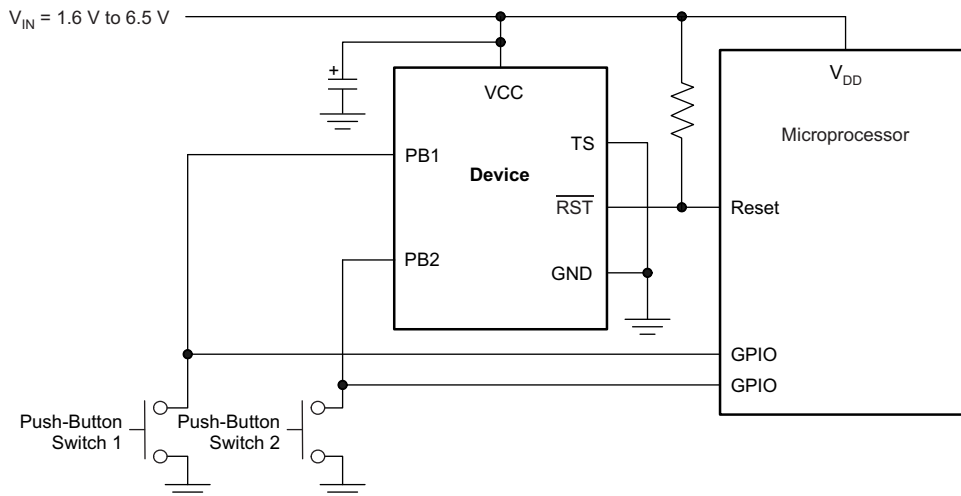 V_IN = 1.6 V to 6.5 V
+
VCC
V_DD
Microprocessor
TS
PB1
Device
R̅S̅T̅
Reset
PB2
GND
GPIO
GPIO
Push-Button
Switch 1
Push-Button
Switch 2